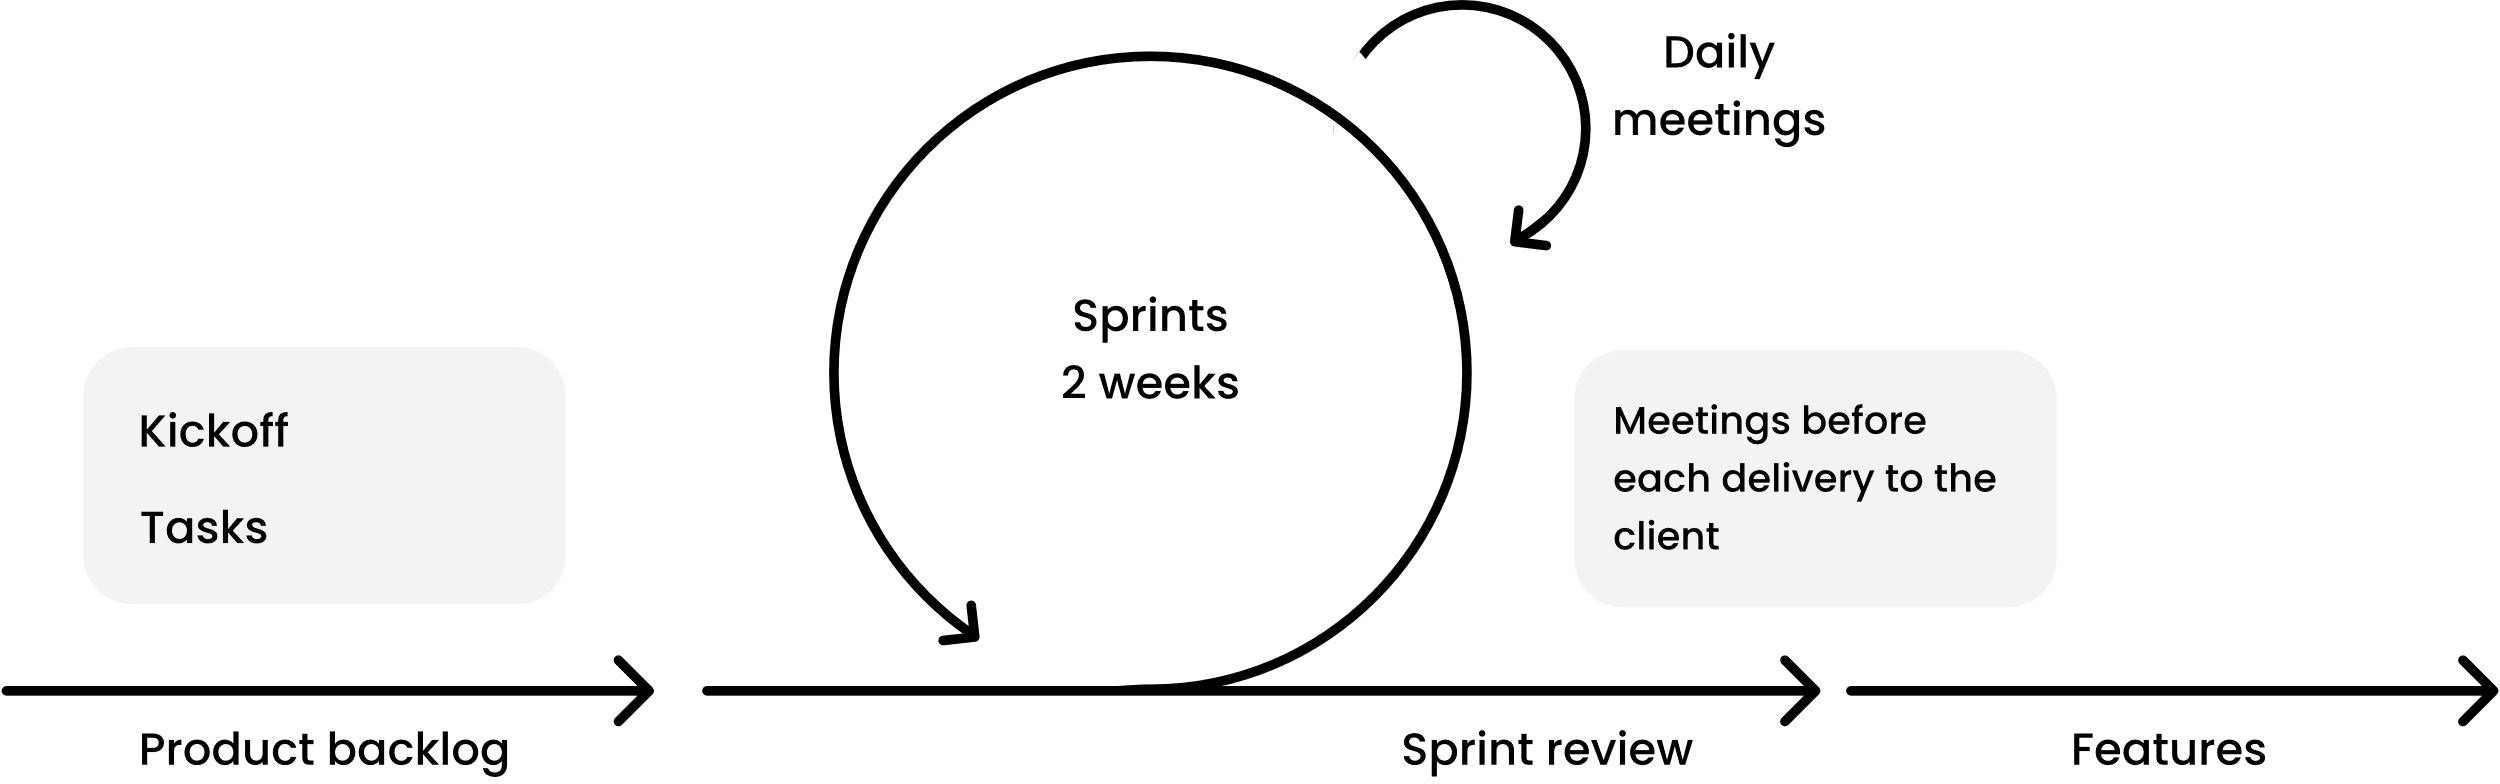 Daily
meetings
Sprints
2 weeks
Kickoff
Tasks
Meetings before
each delivery to the
client
Product backlog
Sprint review
Features